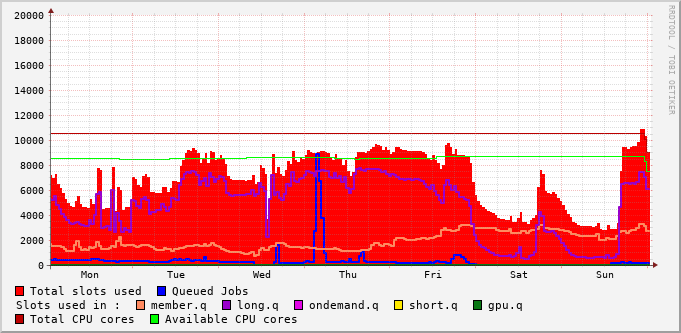 20000
18000
16000
14000
12000
10000
8000
6000
4000
2000
0
Mon Tue Wed Thu Fri Sat Sun
RRDTOOL / TOBI OETIKER
Total slots used Queued Jobs
Slots used in : member.q long.q ondemand.q short.q gpu.q
Total CPU cores Available CPU cores